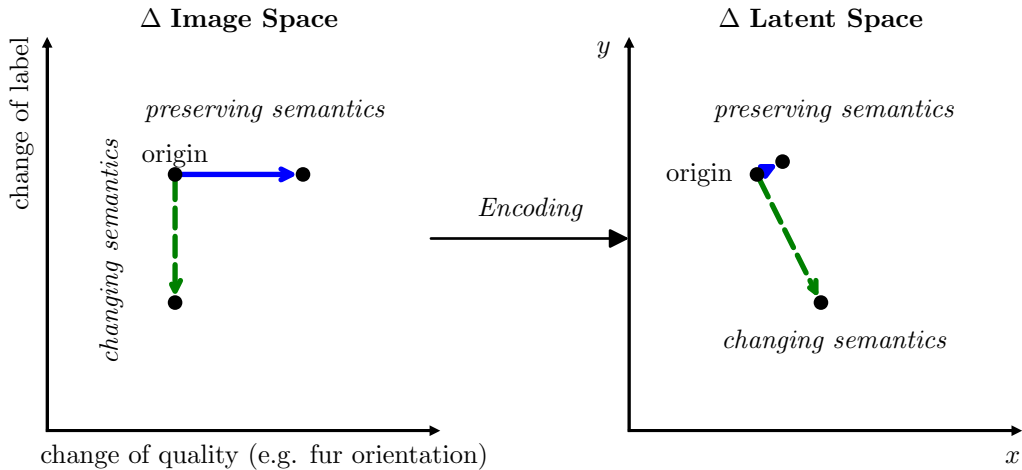 Δ Image Space
change of label
preserving semantics
changing semantics
origin
change of quality (e.g. fur orientation)
Encoding
Δ Latent Space
y
preserving semantics
origin
changing semantics
x